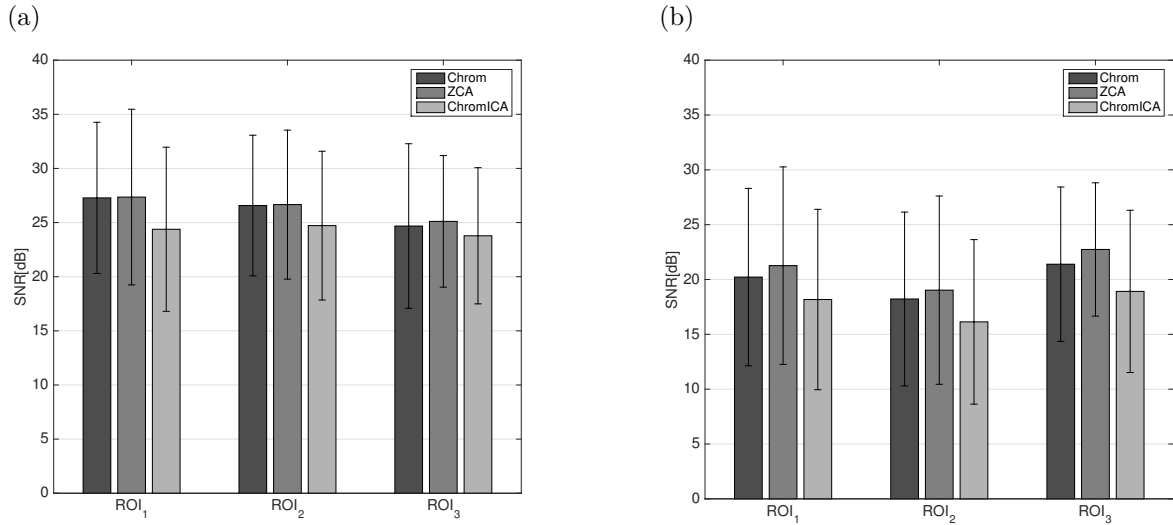 (a)
(b)
40
35
30
25
20
15
10
5
0
SNR[dB]
Chrom
ZCA
ChromICA
ROI₁
ROI₂
ROI₃
40
35
30
25
20
15
10
5
0
SNR[dB]
Chrom
ZCA
ChromICA
ROI₁
ROI₂
ROI₃